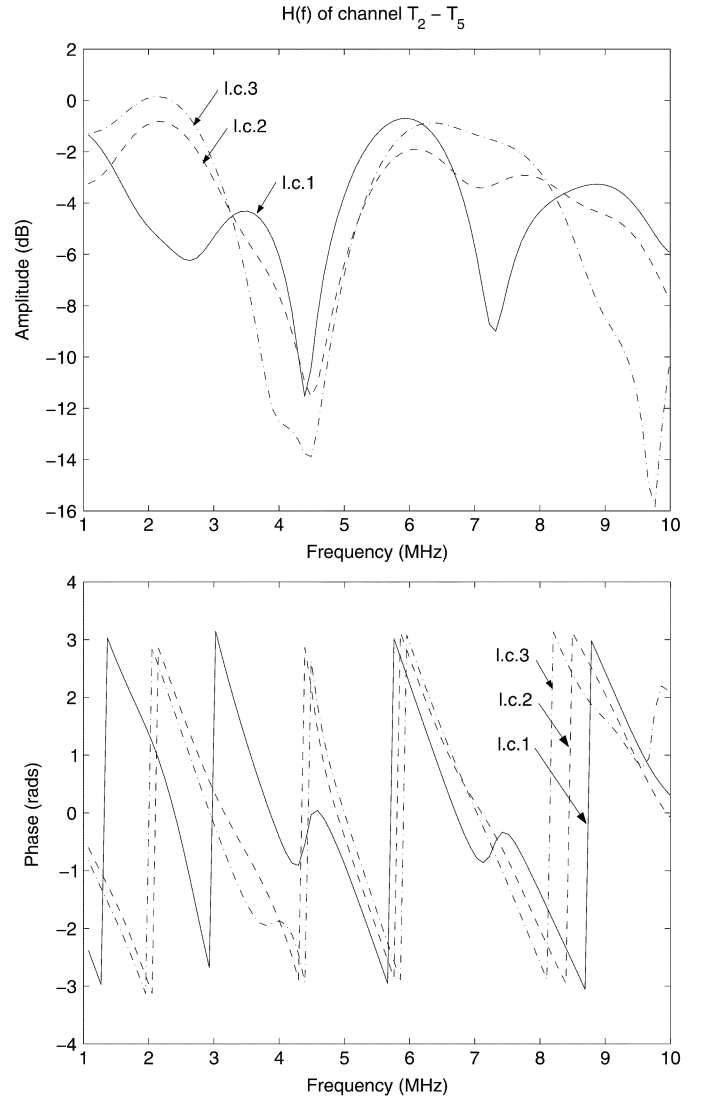 H(f) of channel T2 – T5
2
0
−2
−4
−6
−8
−10
−12
−14
−16
Amplitude (dB)
l.c.3
l.c.2
l.c.1
1 2 3 4 5 6 7 8 9 10
Frequency (MHz)
4
3
2
1
0
−1
−2
−3
−4
Phase (rads)
l.c.3
l.c.2
l.c.1
1 2 3 4 5 6 7 8 9 10
Frequency (MHz)